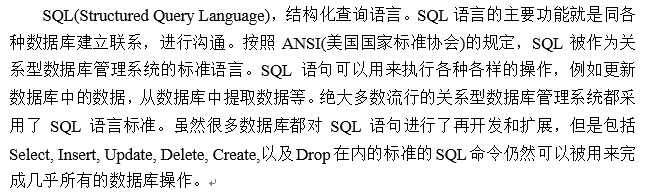 SQL(Structured Query Language)，结构化查询语言。SQL 语言的主要功能就是同各
种数据库建立联系，进行沟通。按照 ANSI(美国国家标准协会)的规定，SQL 被作为关
系型数据库管理系统的标准语言。SQL 语句可以用来执行各种各样的操作，例如更新
数据库中的数据，从数据库中提取数据等。绝大多数流行的关系型数据库管理系统都采
用了 SQL 语言标准。虽然很多数据库都对 SQL 语句进行了再开发和扩展，但是包括
Select, Insert, Update, Delete, Create,以及Drop在内的标准的SQL命令仍然可以被用来完
成几乎所有的数据库操作。